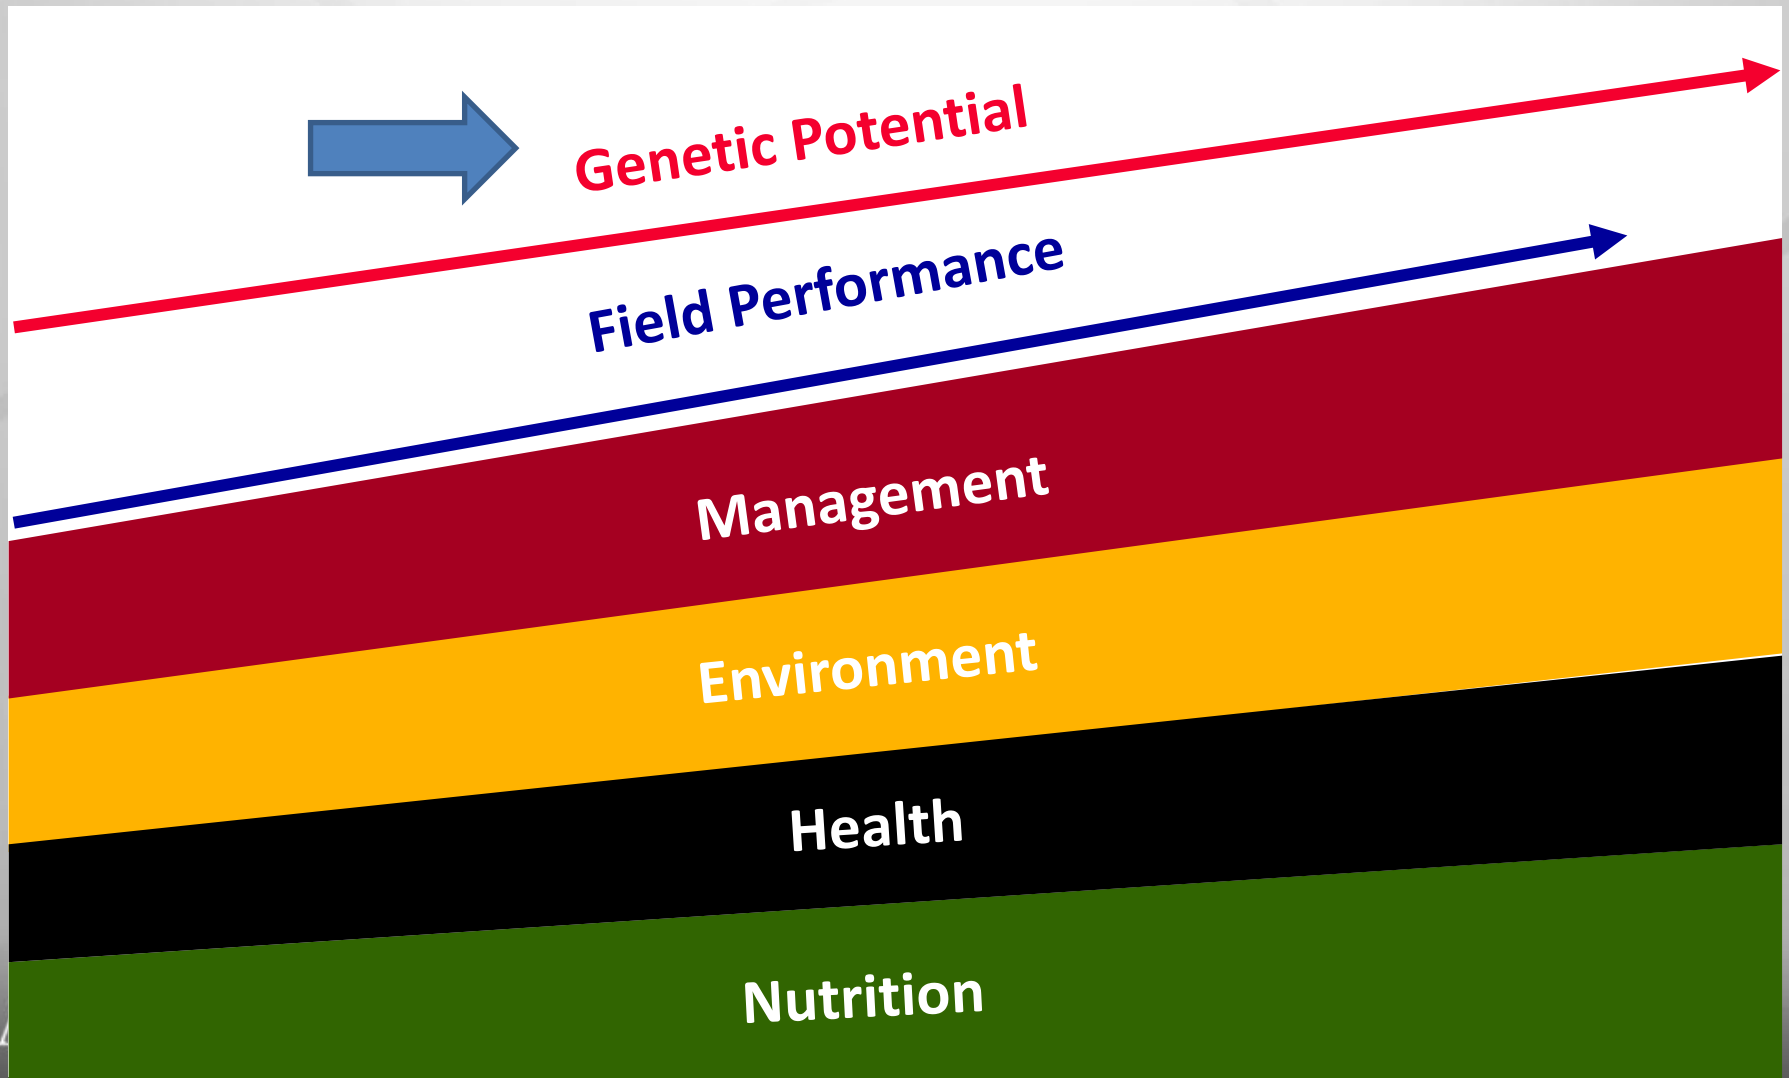 Genetic Potential
Field Performance
Management
Environment
Health
Nutrition